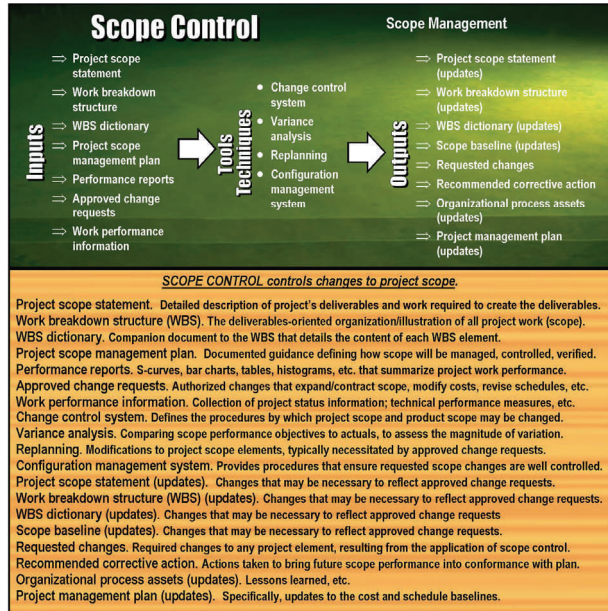 Scope Control
Scope Management
Inputs
⇒ Project scope
statement
⇒ Work breakdown
structure
⇒ WBS dictionary
⇒ Project scope
management plan
⇒ Performance reports
⇒ Approved change
requests
⇒ Work performance
information
Tools
Techniques
• Change control
system
• Variance
analysis
• Replanning
• Configuration
management
system
Outputs
⇒ Project scope statement
(updates)
⇒ Work breakdown structure
(updates)
⇒ WBS dictionary (updates)
⇒ Scope baseline (updates)
⇒ Requested changes
⇒ Recommended corrective action
⇒ Organizational process assets
(updates)
⇒ Project management plan
(updates)
SCOPE CONTROL controls changes to project scope.
Project scope statement. Detailed description of project's deliverables and work required to create the deliverables.
Work breakdown structure (WBS). The deliverables-oriented organization/illustration of all project work (scope).
WBS dictionary. Companion document to the WBS that details the content of each WBS element.
Project scope management plan. Documented guidance defining how scope will be managed, controlled, verified.
Performance reports. S-curves, bar charts, tables, histograms, etc. that summarize project work performance.
Approved change requests. Authorized changes that expand/contract scope, modify costs, revise schedules, etc.
Work performance information. Collection of project status information; technical performance measures, etc.
Change control system. Defines the procedures by which project scope and product scope may be changed.
Variance analysis. Comparing scope performance objectives to actuals, to assess the magnitude of variation.
Replanning. Modifications to project scope elements, typically necessitated by approved change requests.
Configuration management system. Provides procedures that ensure requested scope changes are well controlled.
Project scope statement (updates). Changes that may be necessary to reflect approved change requests.
Work breakdown structure (WBS) (updates). Changes that may be necessary to reflect approved change requests.
WBS dictionary (updates). Changes that may be necessary to reflect approved change requests
Scope baseline (updates). Changes that may be necessary to reflect approved change requests.
Requested changes. Required changes to any project element, resulting from the application of scope control.
Recommended corrective action. Actions taken to bring future scope performance into conformance with plan.
Organizational process assets (updates). Lessons learned, etc.
Project management plan (updates). Specifically, updates to the cost and schedule baselines.